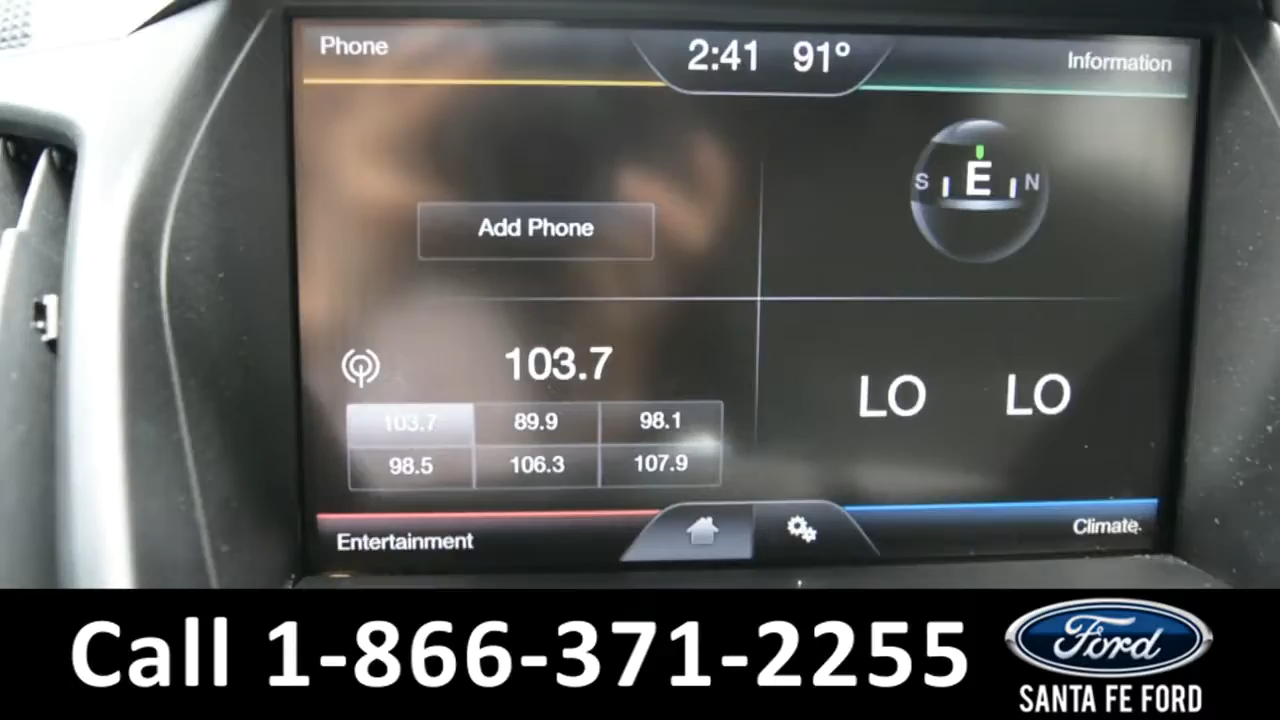 Phone
2:41 91°
Information
S E N
Add Phone
103.7
103.7 89.9 98.1
98.5 106.3 107.9
LO LO
Entertainment
Climate
Call 1-866-371-2255
Ford
SANTA FE FORD